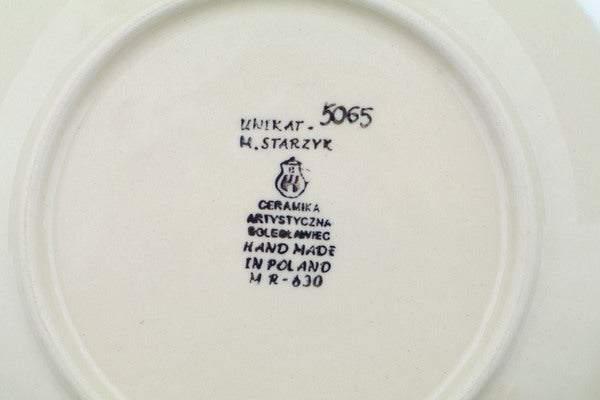 UNIKAT - 5065
M. STARZYK
CERAMIKA
ARTYSTYCZNA
BOLESŁAWIEC
HAND MADE
IN POLAND
M R - 630